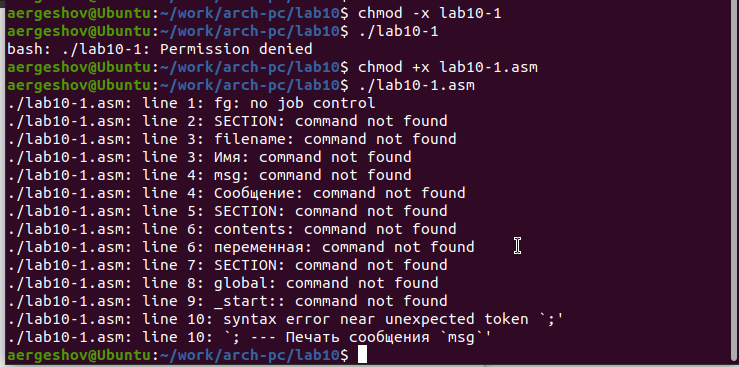 aergeshov@Ubuntu:~/work/arch-pc/lab10$ chmod -x lab10-1
aergeshov@Ubuntu:~/work/arch-pc/lab10$ ./lab10-1
bash: ./lab10-1: Permission denied
aergeshov@Ubuntu:~/work/arch-pc/lab10$ chmod +x lab10-1.asm
aergeshov@Ubuntu:~/work/arch-pc/lab10$ ./lab10-1.asm
./lab10-1.asm: line 1: fg: no job control
./lab10-1.asm: line 2: SECTION: command not found
./lab10-1.asm: line 3: filename: command not found
./lab10-1.asm: line 3: Имя: command not found
./lab10-1.asm: line 4: msg: command not found
./lab10-1.asm: line 4: Сообщение: command not found
./lab10-1.asm: line 5: SECTION: command not found
./lab10-1.asm: line 6: contents: command not found
./lab10-1.asm: line 6: переменная: command not found
./lab10-1.asm: line 7: SECTION: command not found
./lab10-1.asm: line 8: global: command not found
./lab10-1.asm: line 9: _start:: command not found
./lab10-1.asm: line 10: syntax error near unexpected token `;'
./lab10-1.asm: line 10: `; --- Печать сообщения `msg`'
aergeshov@Ubuntu:~/work/arch-pc/lab10$